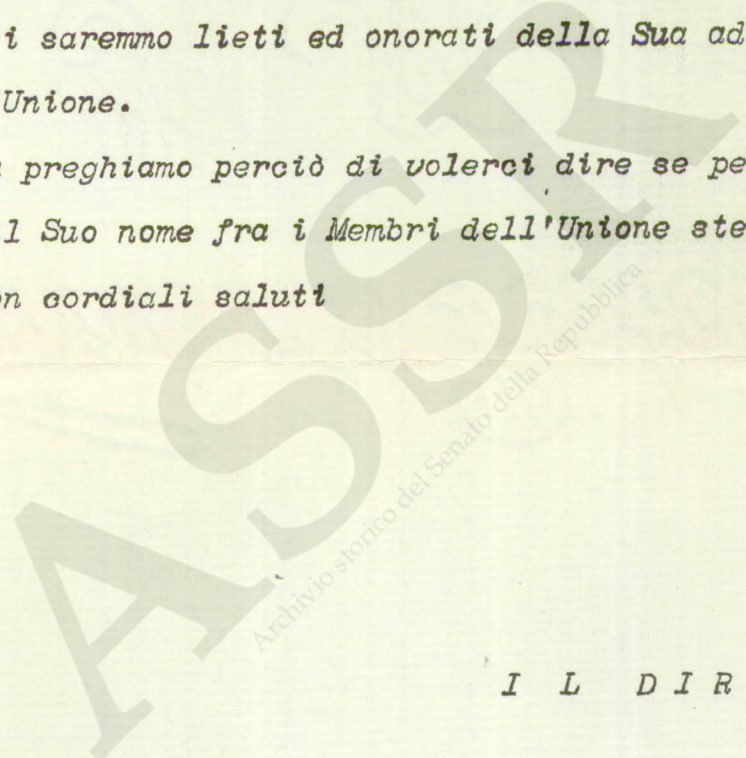 i saremmo lieti ed onorati della Sua ad
Unione.
preghiamo perciò di volerci dire se pe
l Suo nome fra i Membri dell'Unione ste
n cordiali saluti
ASSR
Archivio storico del Senato della Repubblica
I L D I R